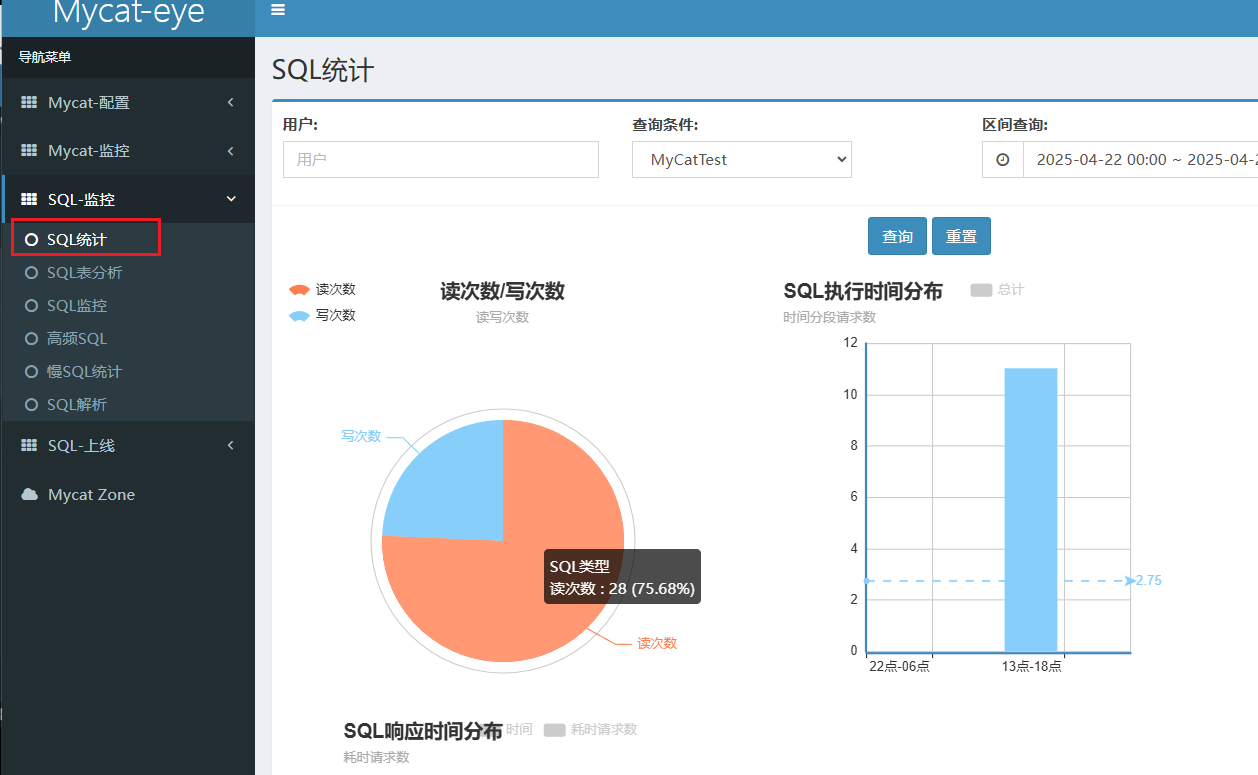 Mycat-eye
导航菜单
Mycat-配置
Mycat-监控
SQL-监控
SQL统计
SQL表分析
SQL监控
高频SQL
慢SQL统计
SQL解析
SQL-上线
Mycat Zone
SQL统计
用户:
查询条件:
区间查询:
用户
MyCatTest
2025-04-22 00:00 ~ 2025-04-2
查询
重置
读次数
写次数
读次数/写次数
读写次数
写次数
SQL类型
读次数 : 28 (75.68%)
读次数
SQL执行时间分布
总计
时间分段请求数
12
10
8
6
4
2
0
2.75
22点-06点
13点-18点
SQL响应时间分布
时间
耗时请求数
耗时请求数